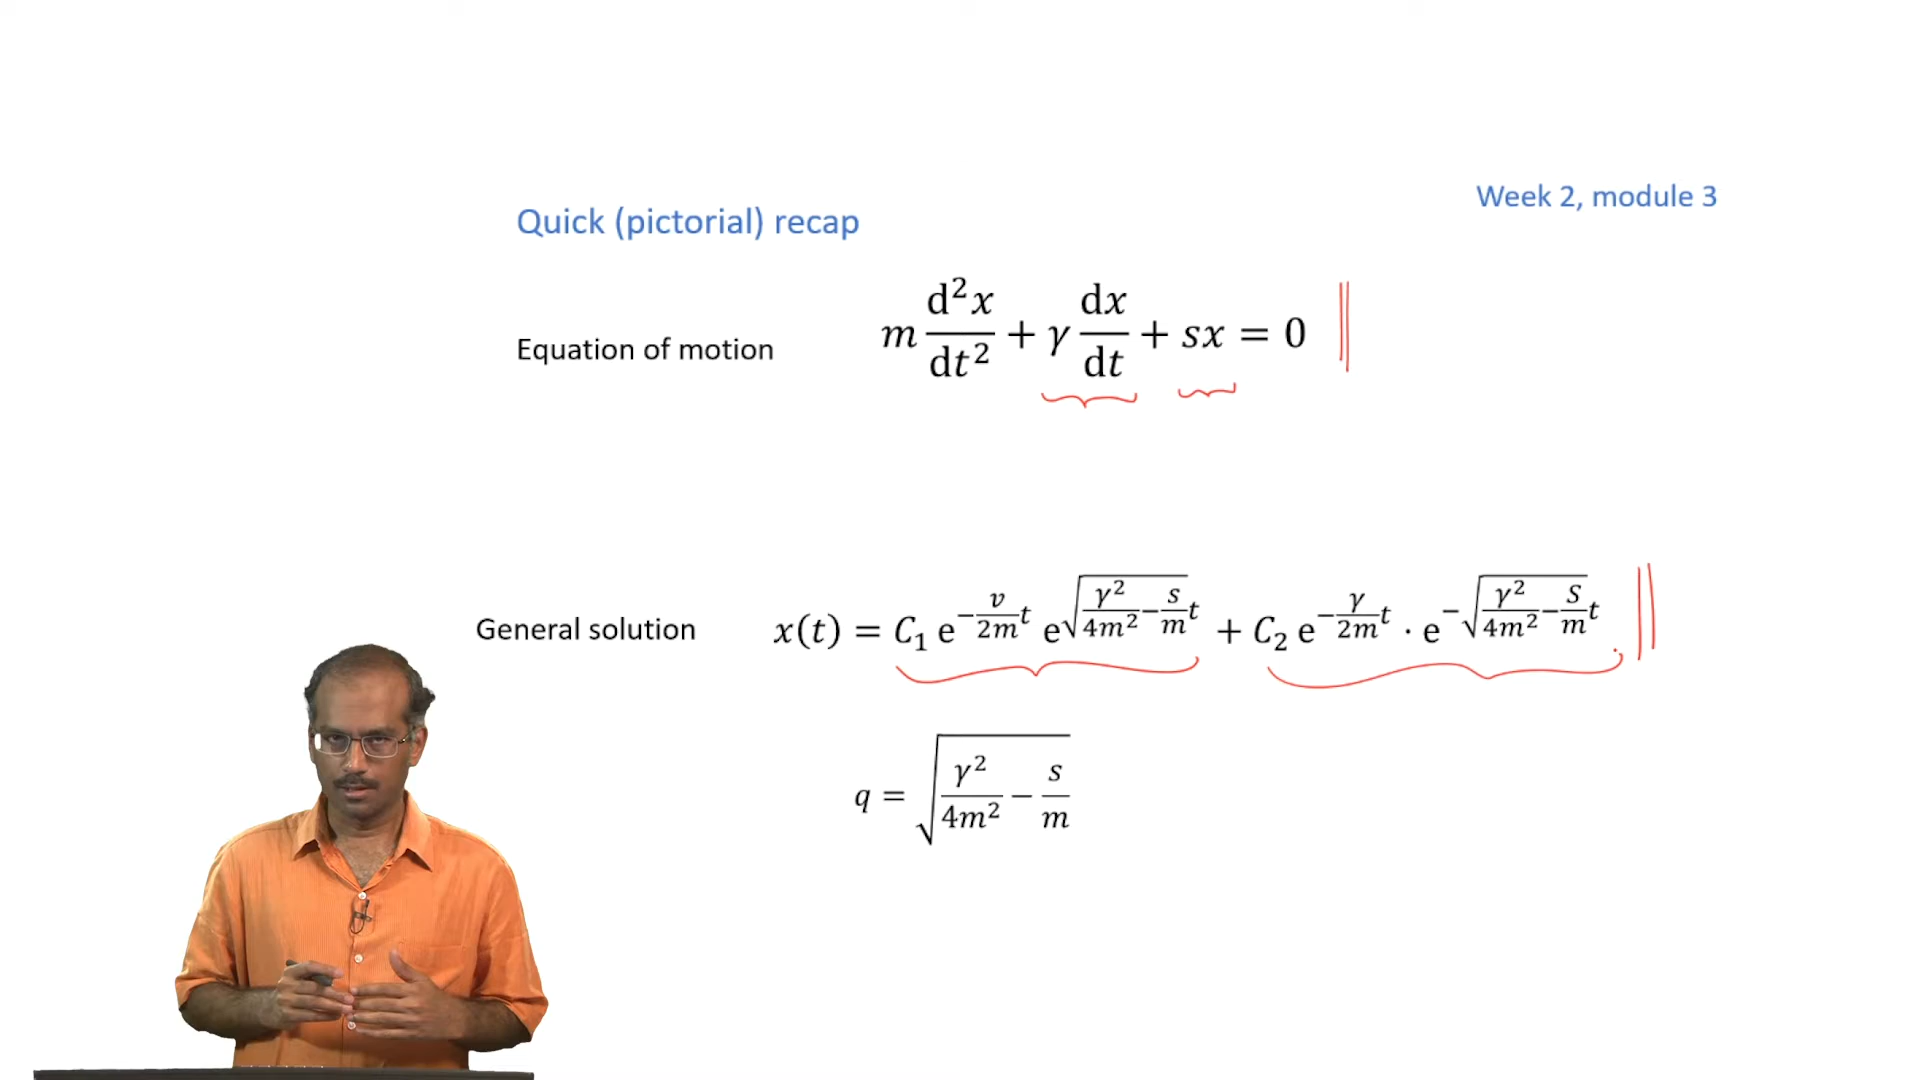 Week 2, module 3
Quick (pictorial) recap
Equation of motion m d²x/dt² + γ dx/dt + sx = 0
General solution x(t) = C₁ e^(−(v/2m)t) e^(√(γ²/4m² − s/m) t) + C₂ e^(−(γ/2m)t) · e^(−√(γ²/4m² − s/m) t)
q = √(γ²/4m² − s/m)